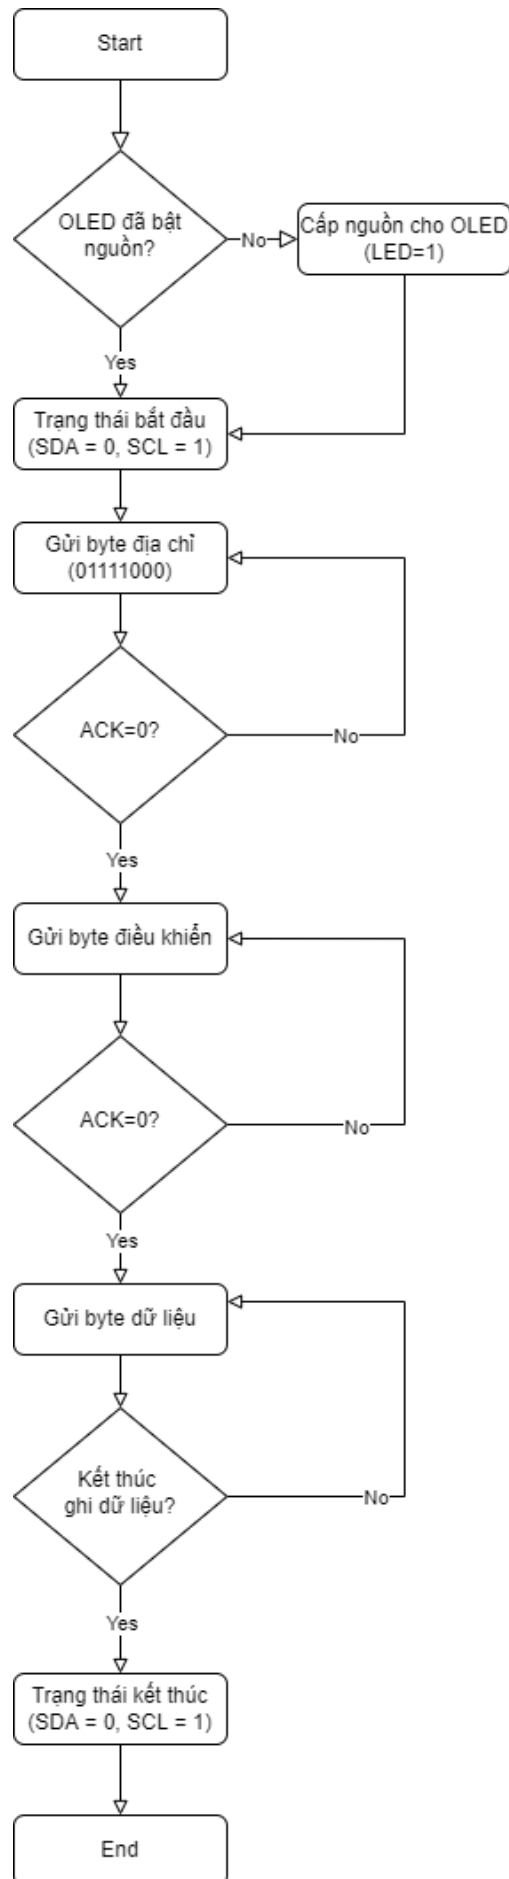 Start
OLED đã bật
nguồn?
No
Cấp nguồn cho OLED
(LED=1)
Yes
Trạng thái bắt đầu
(SDA = 0, SCL = 1)
Gửi byte địa chỉ
(01111000)
ACK=0?
No
Yes
Gửi byte điều khiển
ACK=0?
No
Yes
Gửi byte dữ liệu
Kết thúc
ghi dữ liệu?
No
Yes
Trạng thái kết thúc
(SDA = 0, SCL = 1)
End